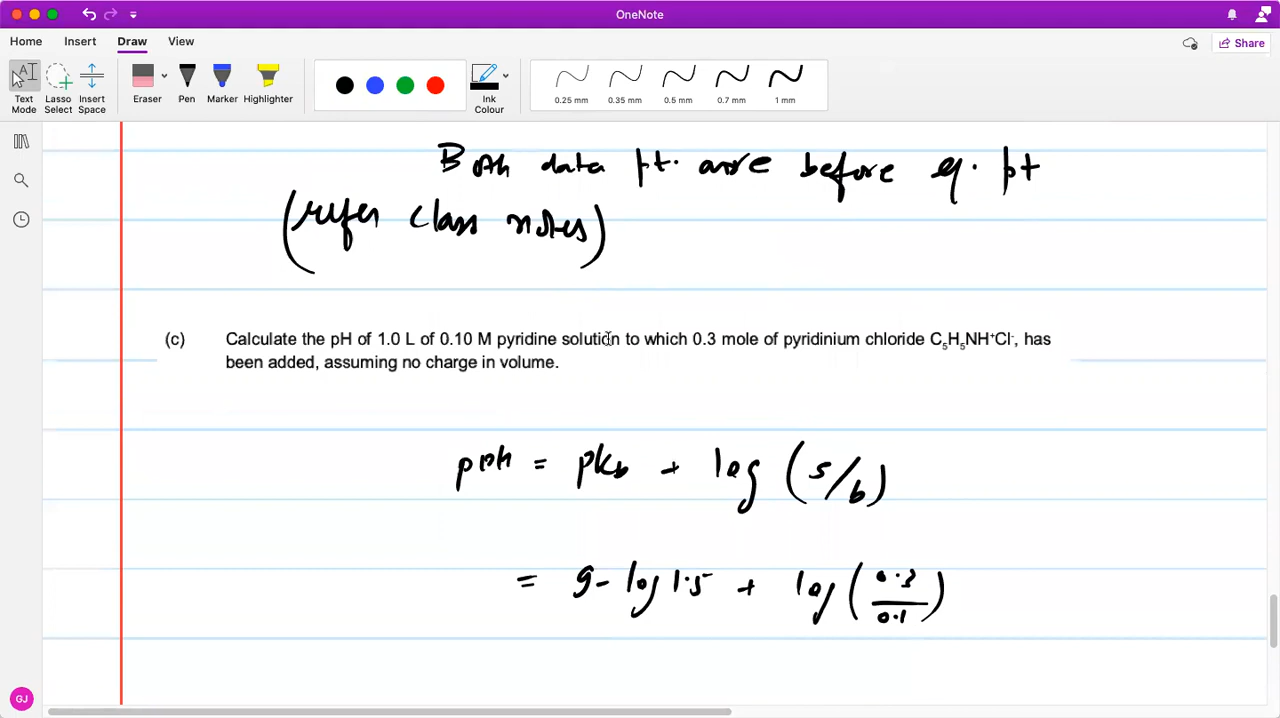 OneNote
Home Insert Draw View
Share
Text Mode
Lasso Select
Insert Space
Eraser
Pen
Marker
Highlighter
Ink Colour
0.25 mm
0.35 mm
0.5 mm
0.7 mm
1 mm
Both data pt. are before eq. pt
(refer class notes)
(c) Calculate the pH of 1.0 L of 0.10 M pyridine solution to which 0.3 mole of pyridinium chloride C₅H₅NH⁺Cl⁻, has
been added, assuming no charge in volume.
pOH = pkb + log (s/b)
= 9 - log 1.5 + log (0.3/0.1)
GJ